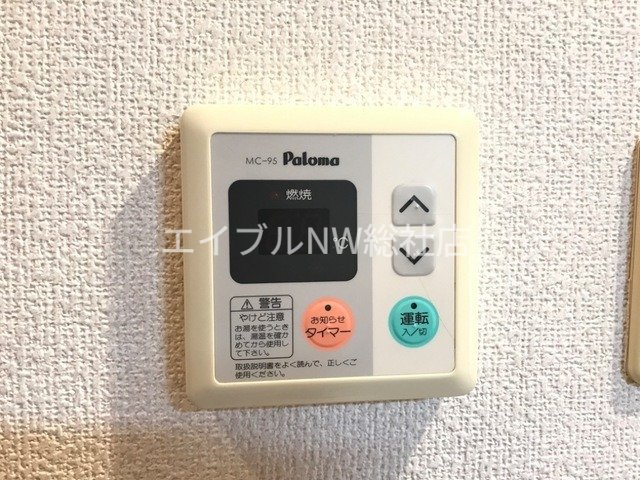 MC-95 Paloma
燃焼
℃
エイブルNW総社店
警告
やけど注意
お湯を使うとき
は、湯温を確か
めてから使用し
て下さい。
取扱説明書をよく読んで、正しくご
使用ください。
お知らせ
タイマー
運転
入/切